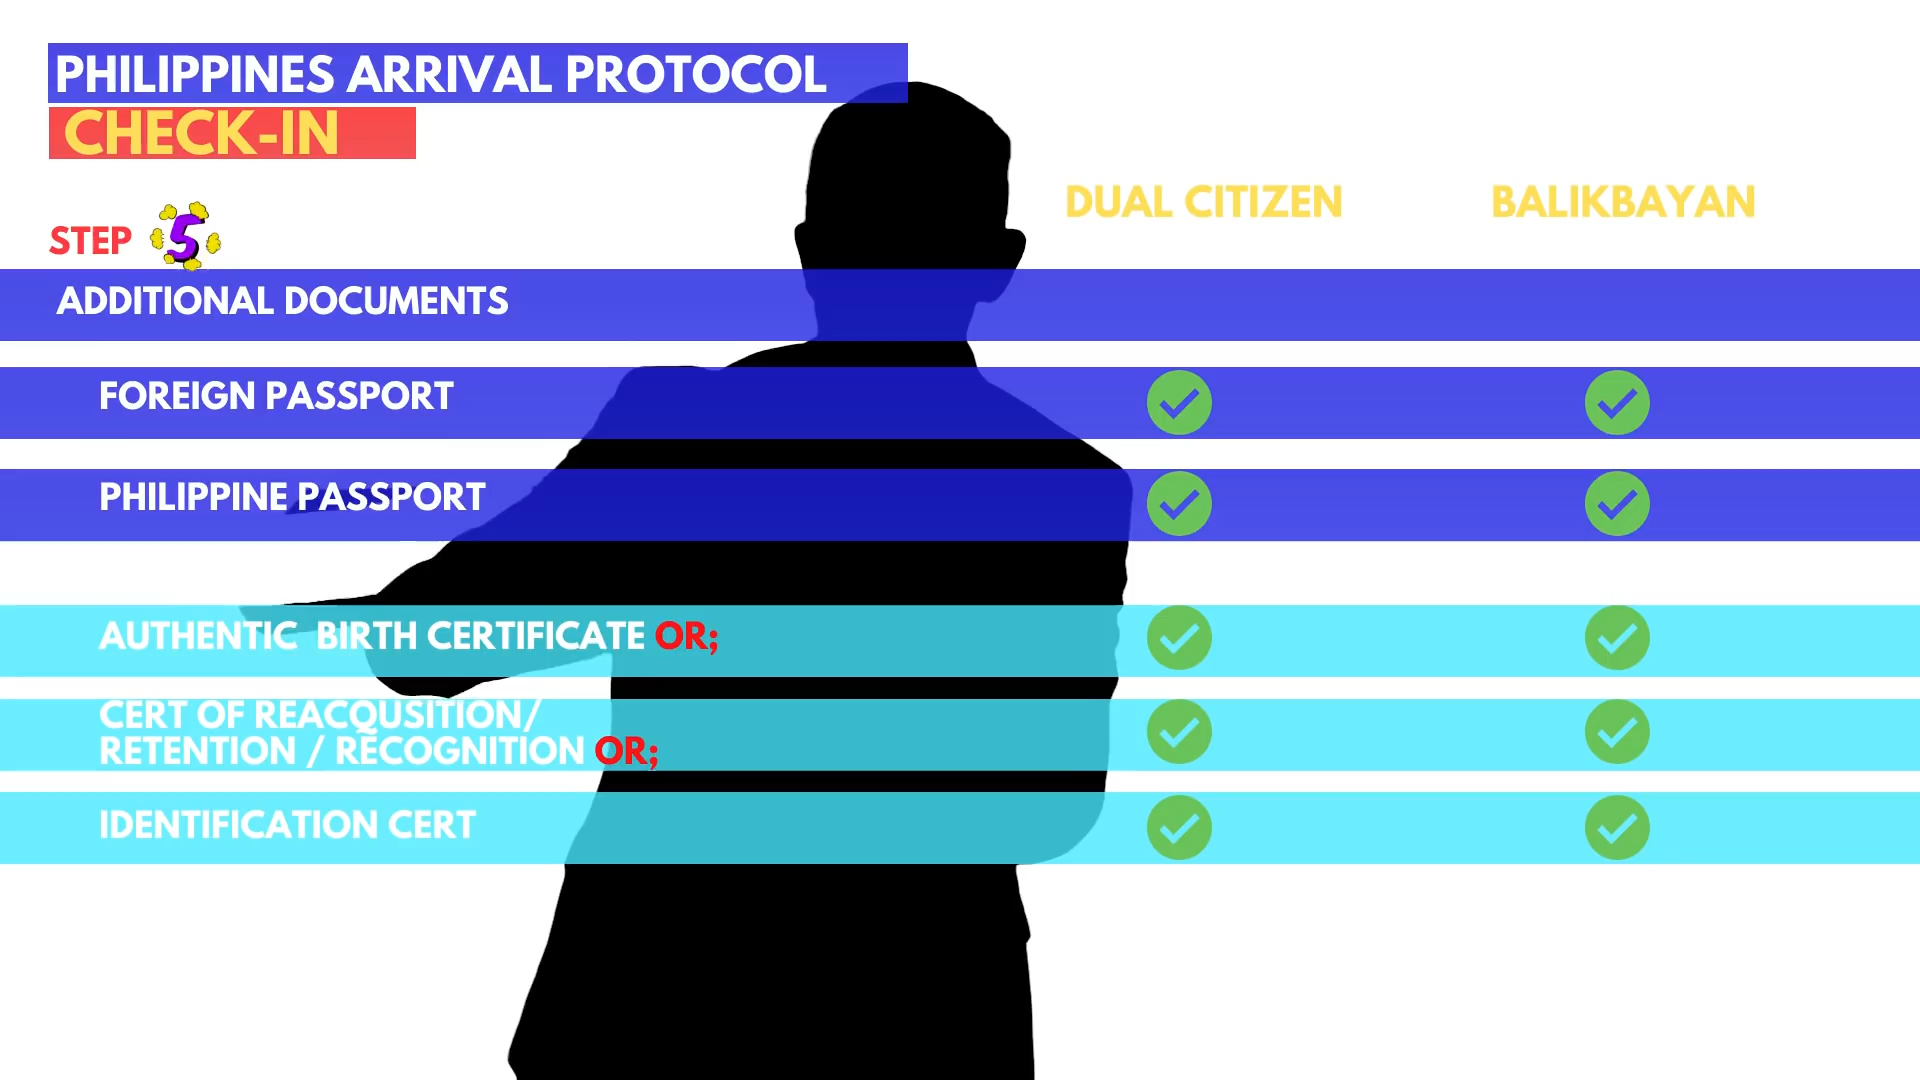 PHILIPPINES ARRIVAL PROTOCOL
CHECK-IN
STEP 5
DUAL CITIZEN
BALIKBAYAN
ADDITIONAL DOCUMENTS
FOREIGN PASSPORT
PHILIPPINE PASSPORT
AUTHENTIC BIRTH CERTIFICATE OR;
CERT OF REACQUSITION/
RETENTION / RECOGNITION OR;
IDENTIFICATION CERT